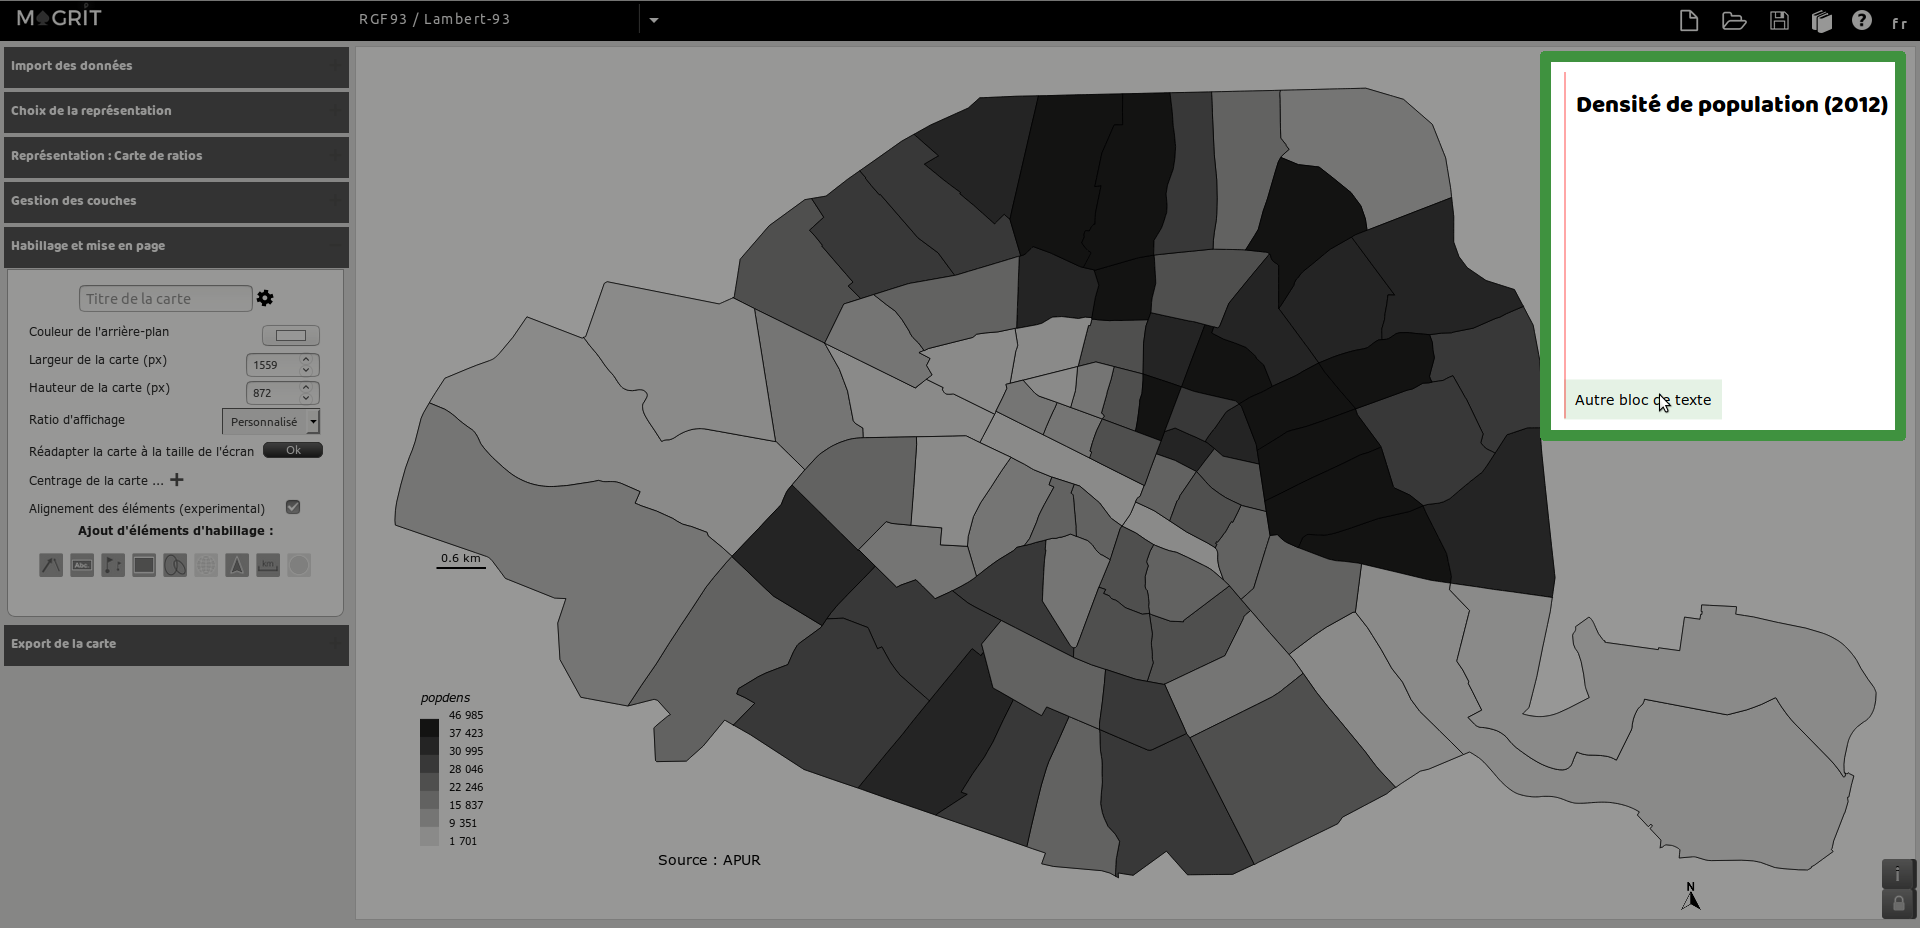 MAGRIT
RGF93 / Lambert-93
fr
Import des données
Choix de la représentation
Représentation : Carte de ratios
Gestion des couches
Habillage et mise en page
Titre de la carte
Couleur de l'arrière-plan
Largeur de la carte (px)
1559
Hauteur de la carte (px)
872
Ratio d'affichage
Personnalisé
Réadapter la carte à la taille de l'écran
Ok
Centrage de la carte ...
Alignement des éléments (experimental)
Ajout d'éléments d'habillage :
Abc
km
Export de la carte
Densité de population (2012)
Autre bloc de texte
0.6 km
popdens
46 985
37 423
30 995
28 046
22 246
15 837
9 351
1 701
Source : APUR
N
i